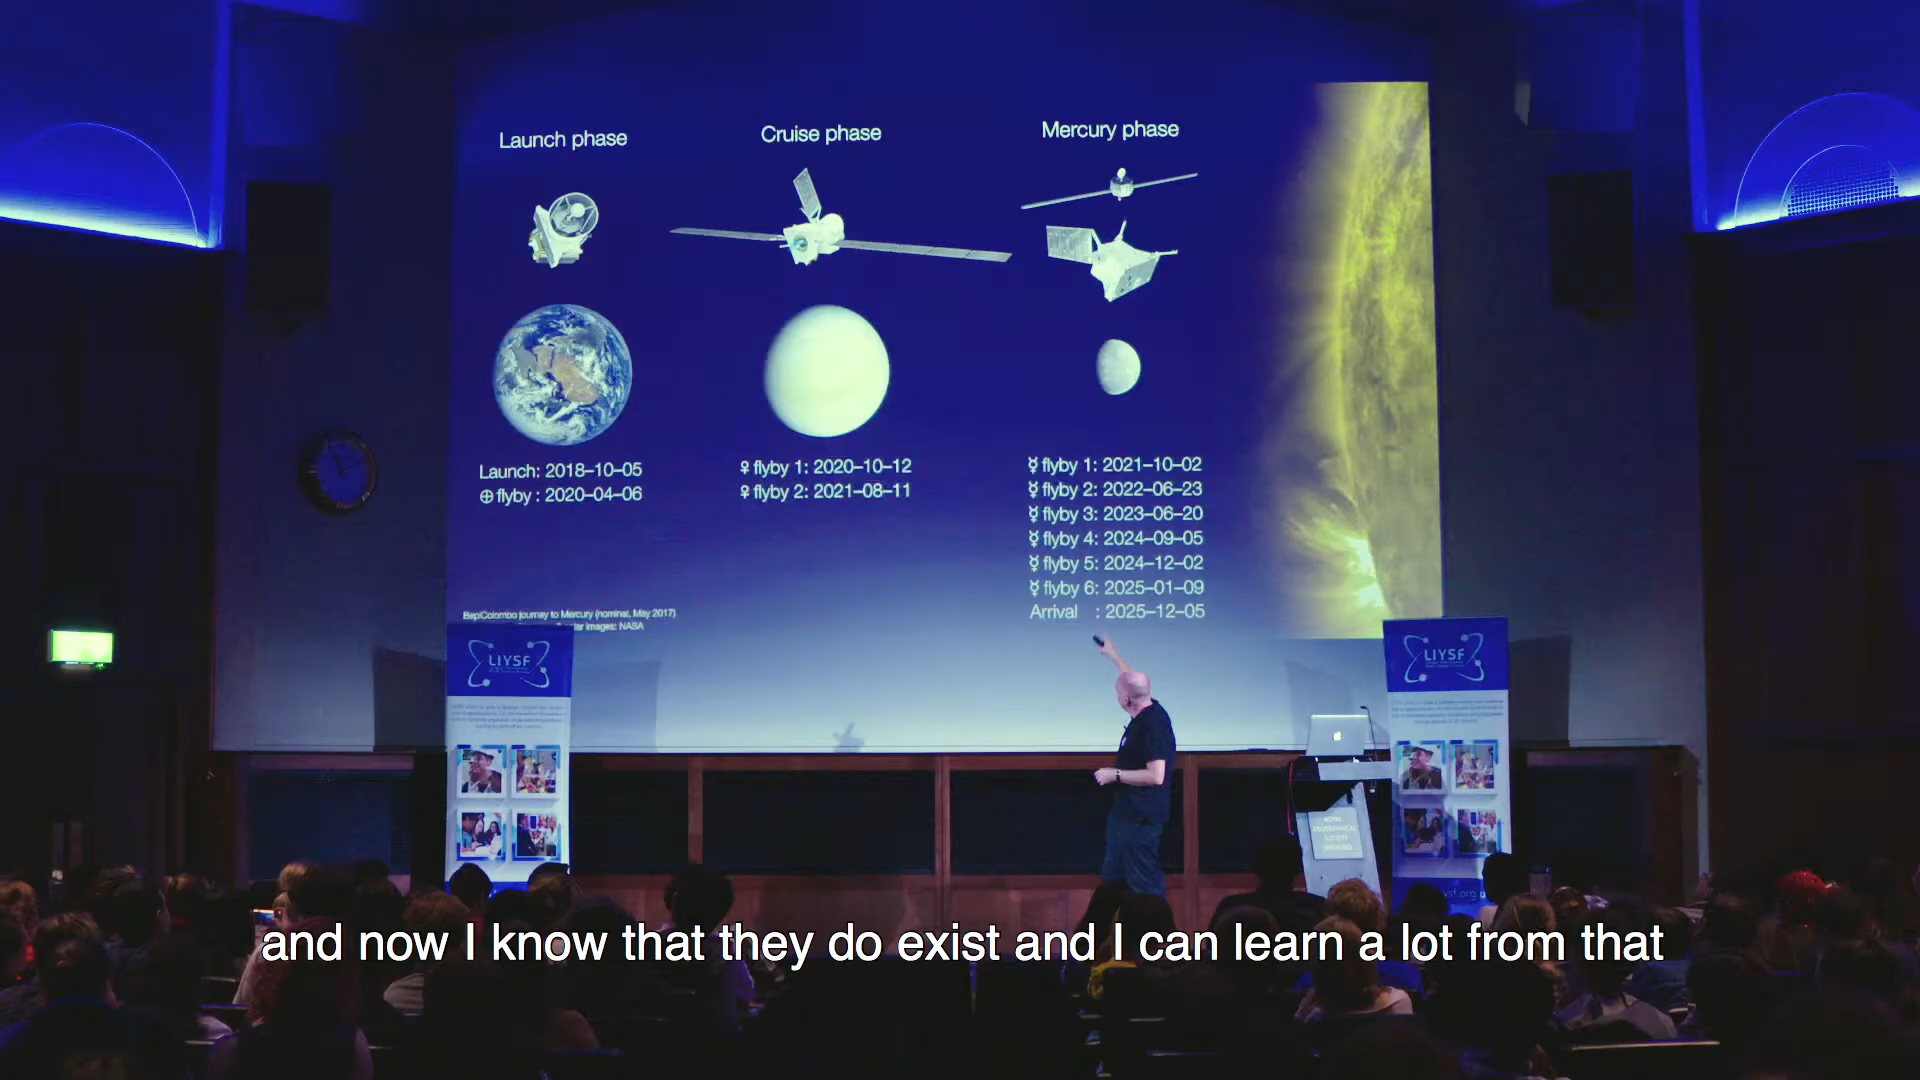 Launch phase
Cruise phase
Mercury phase
Launch: 2018–10–05
⊕ flyby : 2020–04–06
♀ flyby 1: 2020–10–12
♀ flyby 2: 2021–08–11
☿ flyby 1: 2021–10–02
☿ flyby 2: 2022–06–23
☿ flyby 3: 2023–06–20
☿ flyby 4: 2024–09–05
☿ flyby 5: 2024–12–02
☿ flyby 6: 2025–01–09
Arrival : 2025–12–05
BepiColombo journey to Mercury (nominal, May 2017)
images: NASA
LIYSF
LIYSF
ROYAL
GEOGRAPHICAL
SOCIETY
and now I know that they do exist and I can learn a lot from that